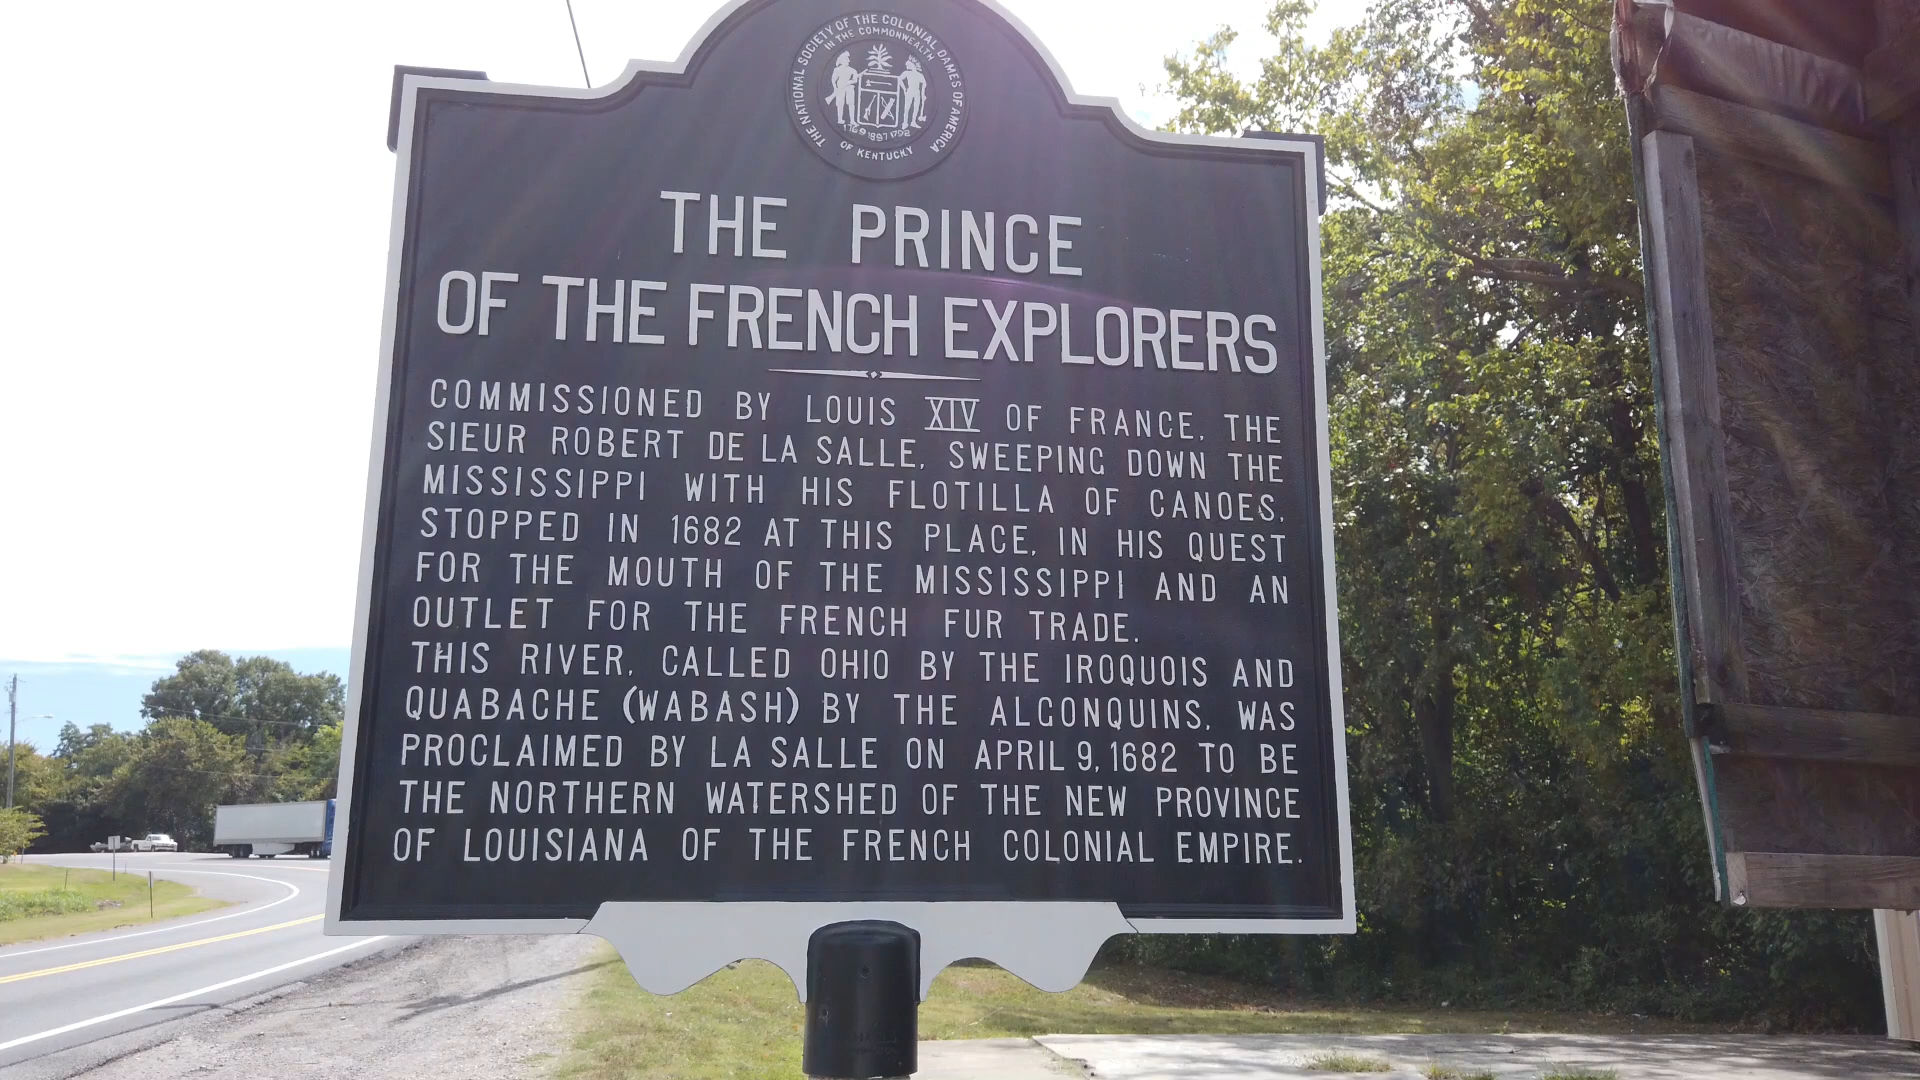 THE NATIONAL SOCIETY OF THE COLONIAL DAMES OF AMERICA
IN THE COMMONWEALTH
OF KENTUCKY
THE PRINCE
OF THE FRENCH EXPLORERS
COMMISSIONED BY LOUIS XIV OF FRANCE, THE
SIEUR ROBERT DE LA SALLE, SWEEPING DOWN THE
MISSISSIPPI WITH HIS FLOTILLA OF CANOES,
STOPPED IN 1682 AT THIS PLACE, IN HIS QUEST
FOR THE MOUTH OF THE MISSISSIPPI AND AN
OUTLET FOR THE FRENCH FUR TRADE.
THIS RIVER, CALLED OHIO BY THE IROQUOIS AND
QUABACHE (WABASH) BY THE ALGONQUINS, WAS
PROCLAIMED BY LA SALLE ON APRIL 9, 1682 TO BE
THE NORTHERN WATERSHED OF THE NEW PROVINCE
OF LOUISIANA OF THE FRENCH COLONIAL EMPIRE.